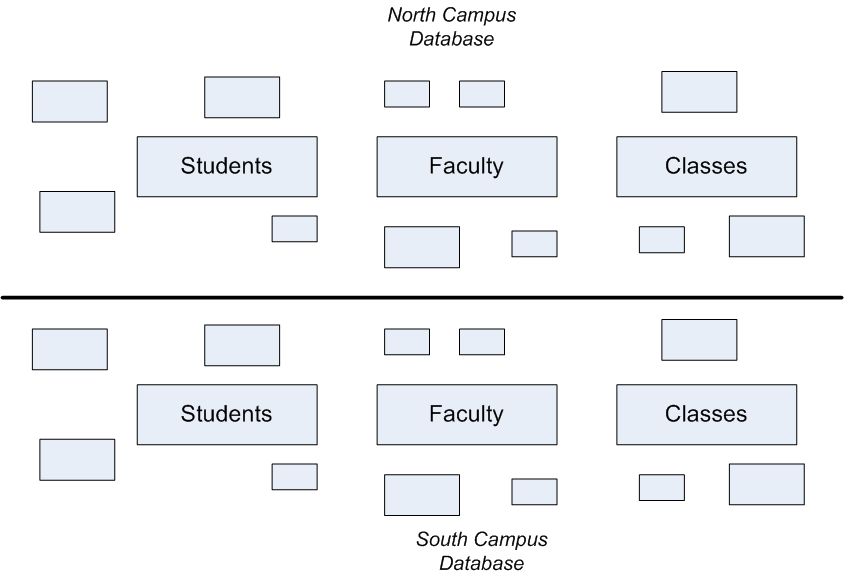 North Campus
Database
Students
Faculty
Classes
Students
Faculty
Classes
South Campus
Database